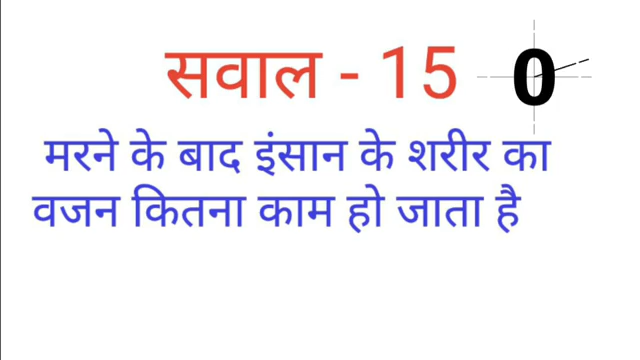 सवाल - 15
0
मरने के बाद इंसान के शरीर का
वजन कितना काम हो जाता है